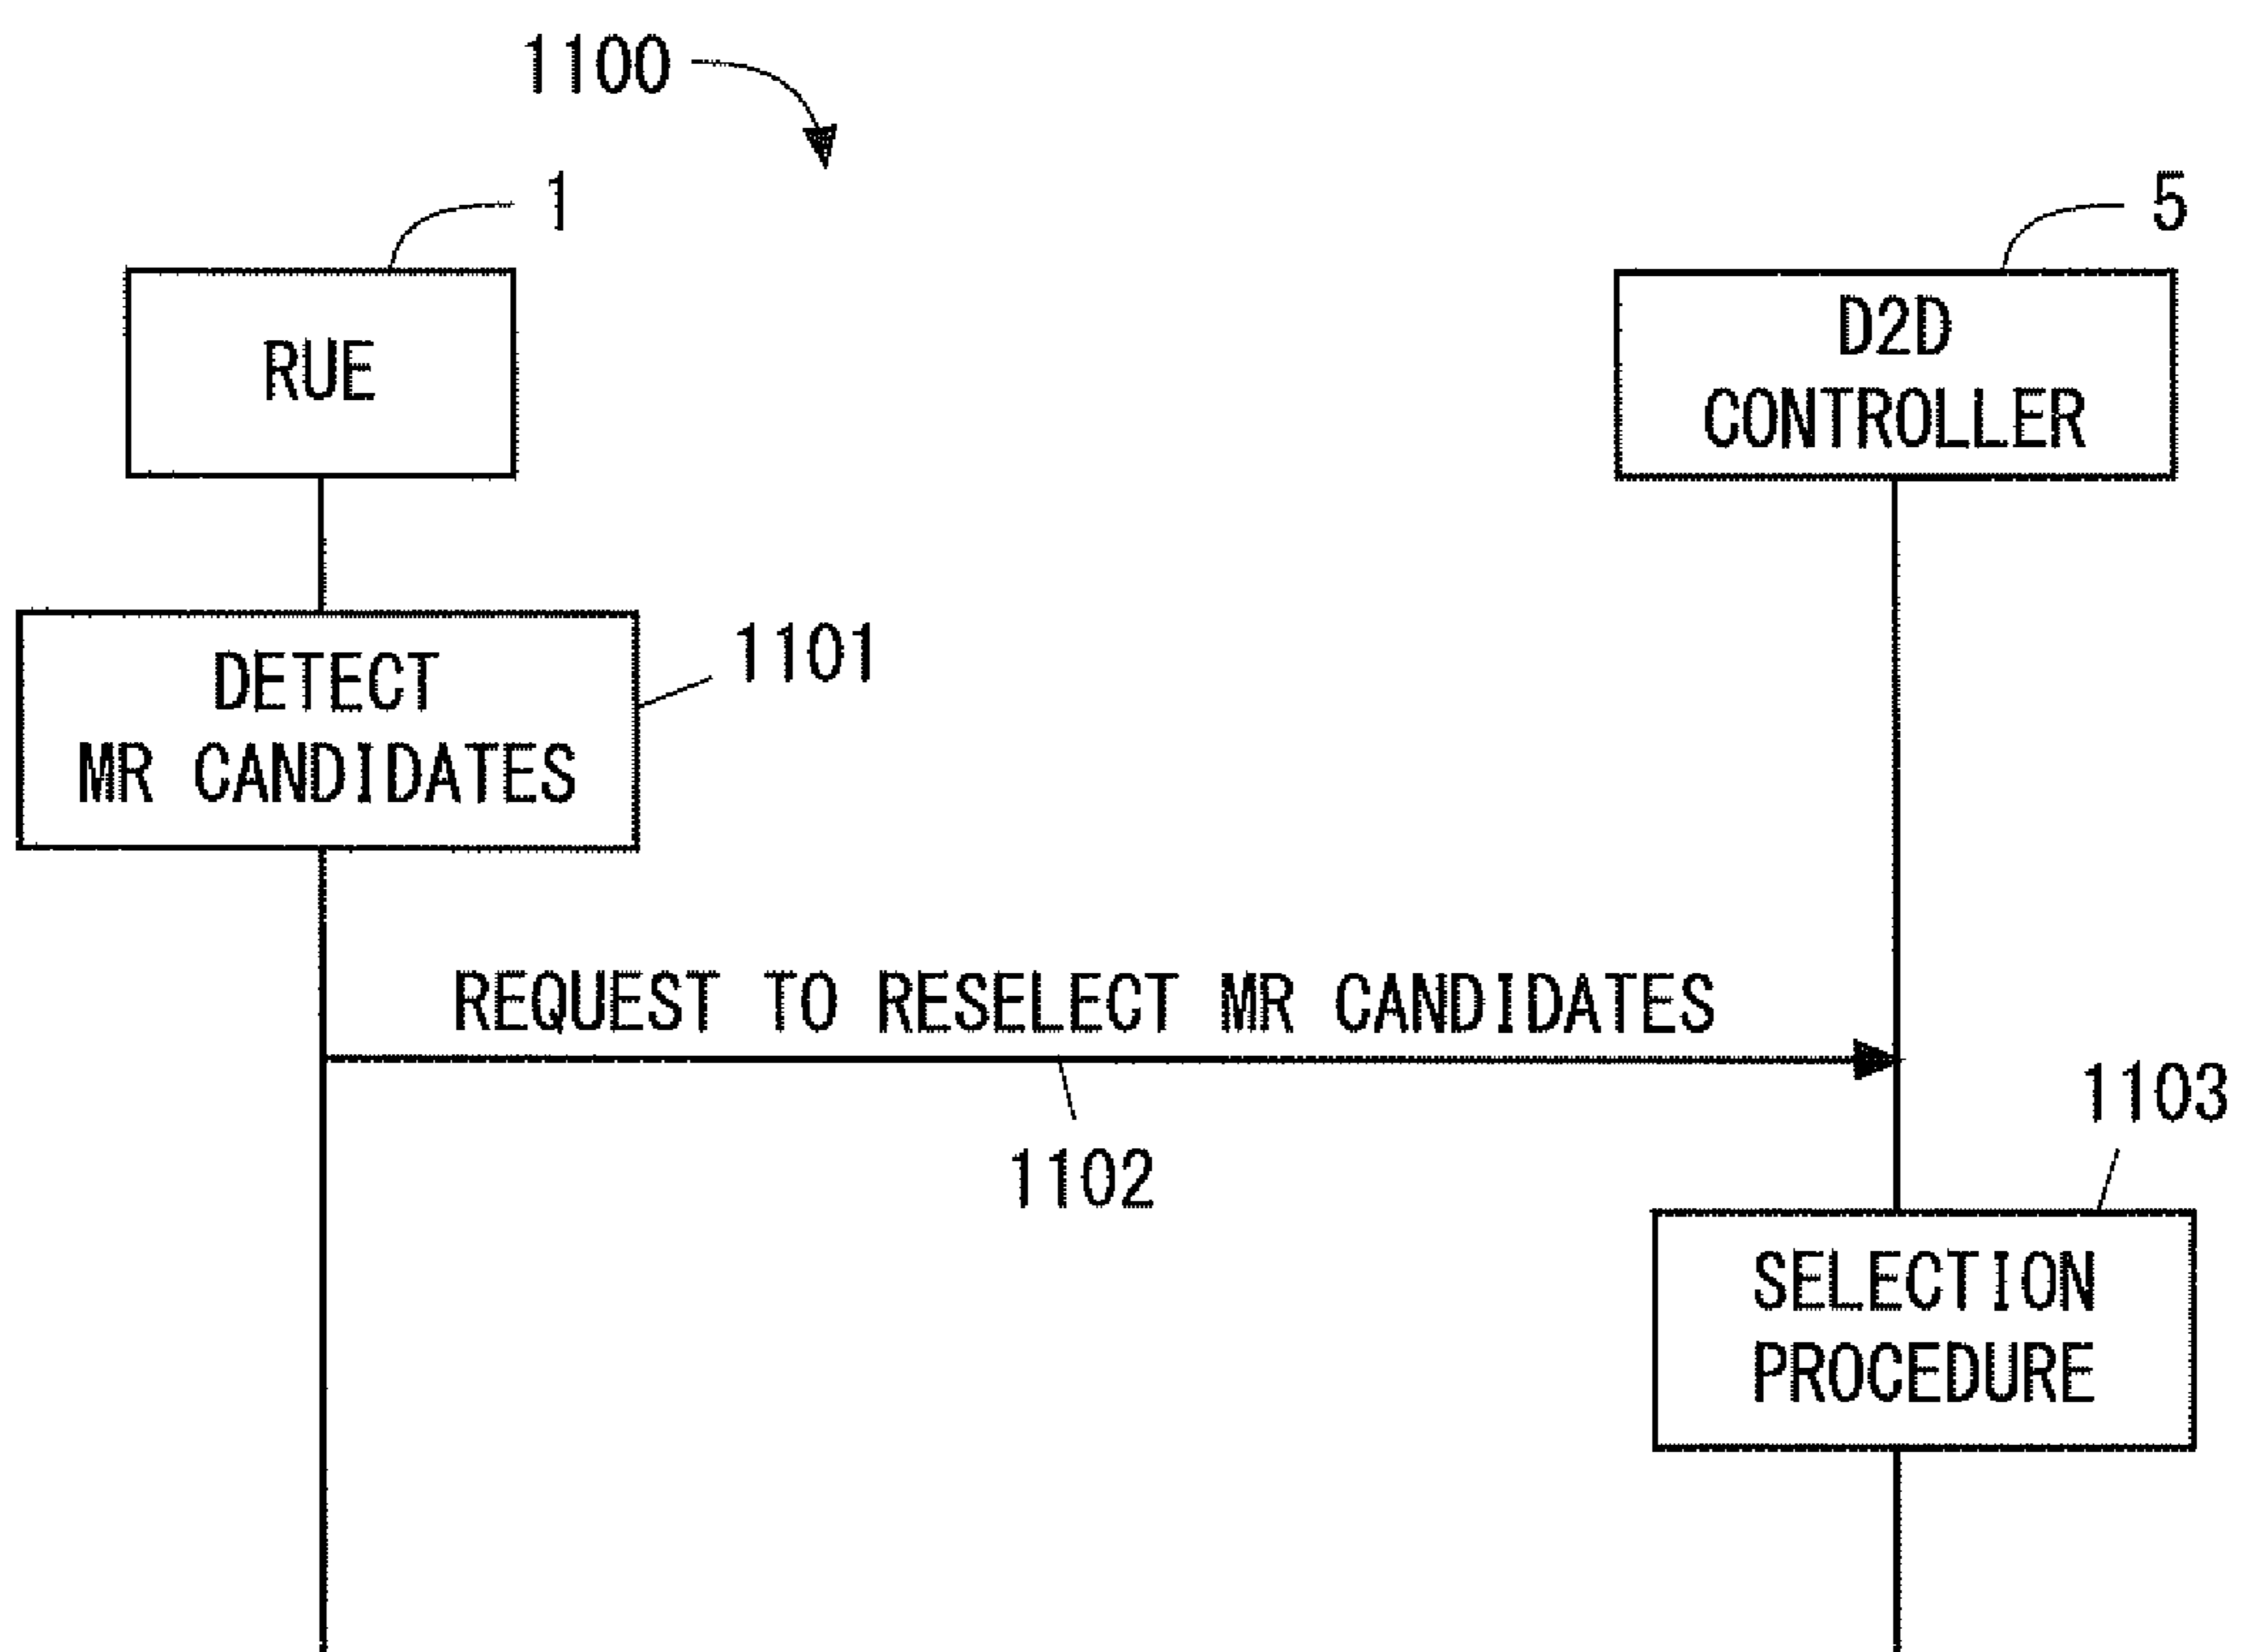 1100
1
5
RUE
D2D
CONTROLLER
DETECT
MR CANDIDATES
1101
REQUEST TO RESELECT MR CANDIDATES
1102
1103
SELECTION
PROCEDURE